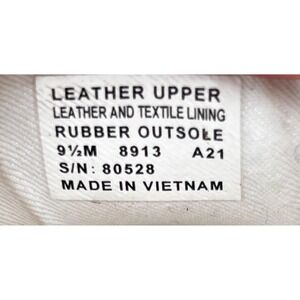 LEATHER UPPER
LEATHER AND TEXTILE LINING
RUBBER OUTSOLE
9½M 8913 A21
S/N: 80528
MADE IN VIETNAM